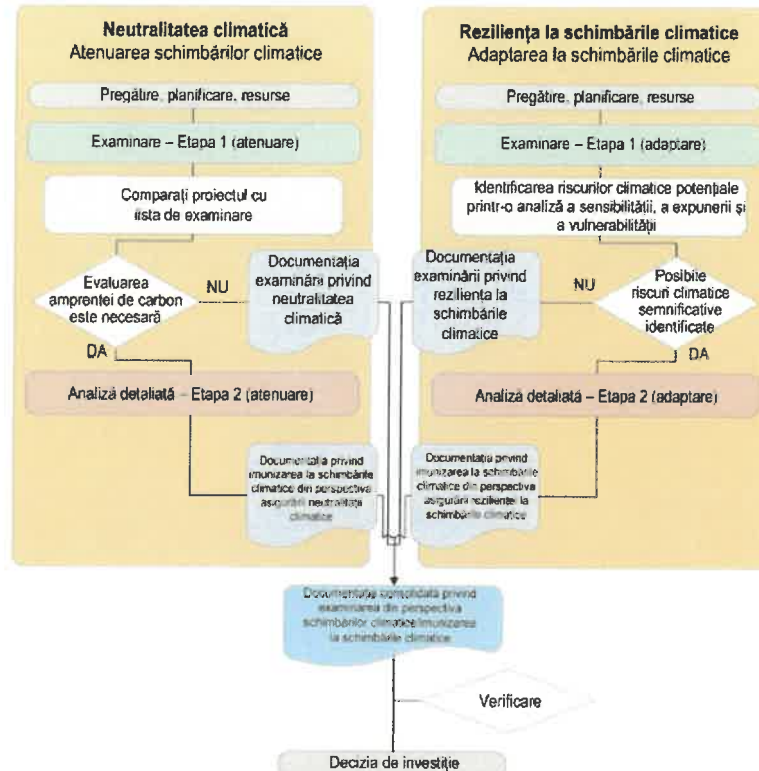 Neutralitatea climatică
Atenuarea schimbărilor climatice
Pregătire, planificare, resurse
Examinare – Etapa 1 (atenuare)
Comparați proiectul cu
lista de examinare
Evaluarea
amprentei de carbon
este necesară
NU
DA
Documentația
examinării privind
neutralitatea
climatică
Analiză detaliată – Etapa 2 (atenuare)
Documentația privind
imunizarea la schimbările
climatice din perspectiva
asigurării neutralității
climatice
Reziliența la schimbările climatice
Adaptarea la schimbările climatice
Pregătire, planificare, resurse
Examinare – Etapa 1 (adaptare)
Identificarea riscurilor climatice potențiale
printr-o analiză a sensibilității, a expunerii și
a vulnerabilității
Documentația
examinării privind
reziliența la
schimbările
climatice
NU
Posibile
riscuri climatice
semnificative
identificate
DA
Analiză detaliată – Etapa 2 (adaptare)
Documentația privind
imunizarea la schimbările
climatice din perspectiva
asigurării rezilienței la
schimbările climatice
Documentația consolidată privind
examinarea din perspectiva
schimbărilor climatice/imunizarea
la schimbările climatice
Verificare
Decizia de investiție